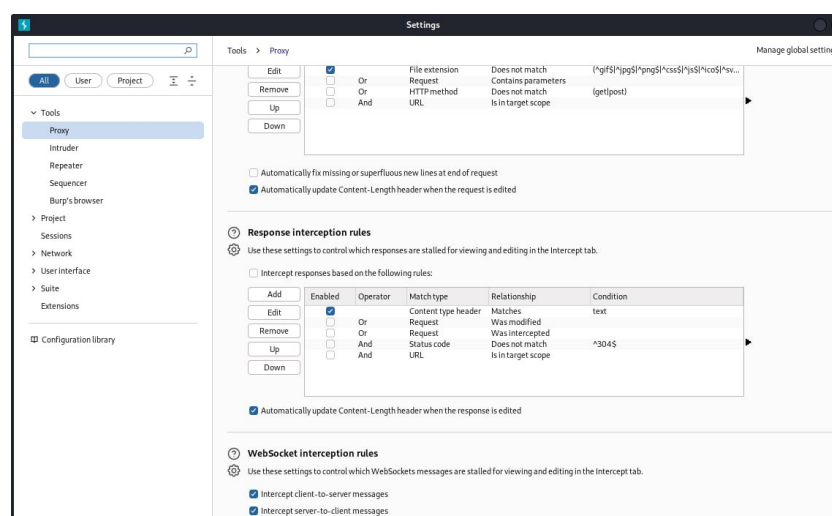 Settings
Tools > Proxy
Manage global settin
All User Project
Tools
Proxy
Intruder
Repeater
Sequencer
Burp's browser
Project
Sessions
Network
User interface
Suite
Extensions
Configuration library
Edit
Remove
Up
Down
File extension Does not match (^gif$|^jpg$|^png$|^css$|^js$|^ico$|^sv...
Or Request Contains parameters
Or HTTP method Does not match (get|post)
And URL Is in target scope
Automatically fix missing or superfluous new lines at end of request
Automatically update Content-Length header when the request is edited
Response interception rules
Use these settings to control which responses are stalled for viewing and editing in the Intercept tab.
Intercept responses based on the following rules:
Add
Edit
Remove
Up
Down
Enabled Operator Match type Relationship Condition
Content type header Matches text
Or Request Was modified
Or Request Was intercepted
And Status code Does not match ^304$
And URL Is in target scope
Automatically update Content-Length header when the response is edited
WebSocket interception rules
Use these settings to control which WebSockets messages are stalled for viewing and editing in the Intercept tab.
Intercept client-to-server messages
Intercept server-to-client messages